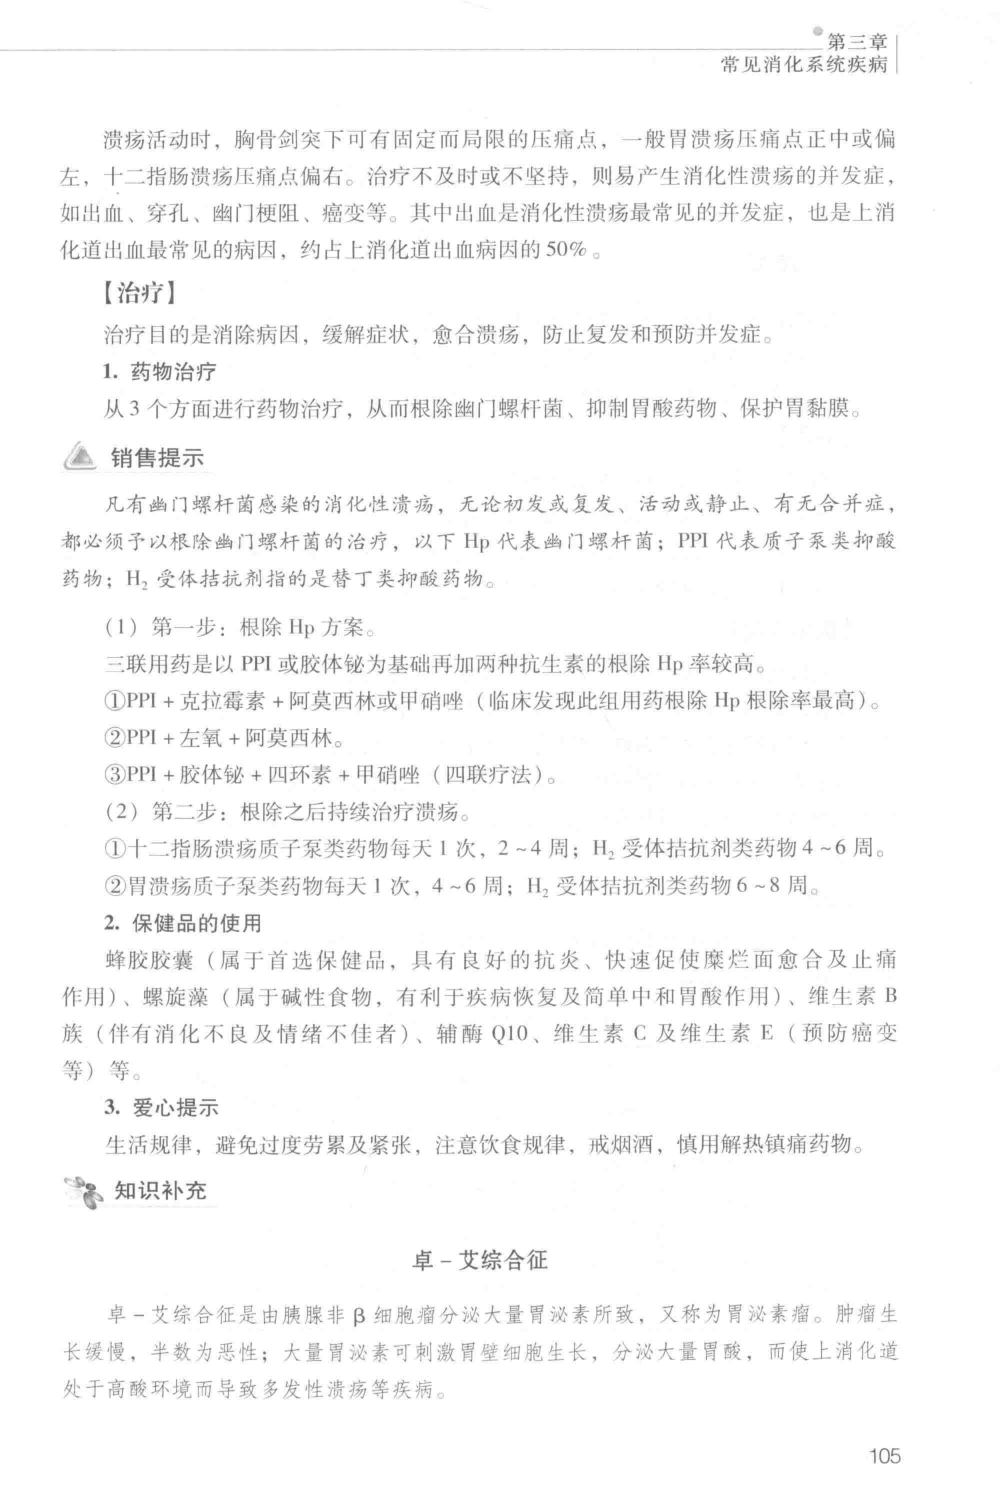 第三章
常见消化系统疾病
溃疡活动时，胸骨剑突下可有固定而局限的压痛点，一般胃溃疡压痛点正中或偏
左，十二指肠溃疡压痛点偏右。治疗不及时或不坚持，则易产生消化性溃疡的并发症，
如出血、穿孔、幽门梗阻、癌变等。其中出血是消化性溃疡最常见的并发症，也是上消
化道出血最常见的病因，约占上消化道出血病因的 50%。
【治疗】
治疗目的是消除病因，缓解症状，愈合溃疡，防止复发和预防并发症。
1. 药物治疗
从 3 个方面进行药物治疗，从而根除幽门螺杆菌、抑制胃酸药物、保护胃黏膜。
销售提示
凡有幽门螺杆菌感染的消化性溃疡，无论初发或复发、活动或静止、有无合并症，
都必须予以根除幽门螺杆菌的治疗，以下 Hp 代表幽门螺杆菌；PPI 代表质子泵类抑酸
药物；H₂ 受体拮抗剂指的是替丁类抑酸药物。
（1）第一步：根除 Hp 方案。
三联用药是以 PPI 或胶体铋为基础再加两种抗生素的根除 Hp 率较高。
①PPI + 克拉霉素 + 阿莫西林或甲硝唑（临床发现此组用药根除 Hp 根除率最高）。
②PPI + 左氧 + 阿莫西林。
③PPI + 胶体铋 + 四环素 + 甲硝唑（四联疗法）。
（2）第二步：根除之后持续治疗溃疡。
①十二指肠溃疡质子泵类药物每天 1 次，2 ~ 4 周；H₂ 受体拮抗剂类药物 4 ~ 6 周。
②胃溃疡质子泵类药物每天 1 次，4 ~ 6 周；H₂ 受体拮抗剂类药物 6 ~ 8 周。
2. 保健品的使用
蜂胶胶囊（属于首选保健品，具有良好的抗炎、快速促使糜烂面愈合及止痛
作用）、螺旋藻（属于碱性食物，有利于疾病恢复及简单中和胃酸作用）、维生素 B
族（伴有消化不良及情绪不佳者）、辅酶 Q10、维生素 C 及维生素 E（预防癌变
等）等。
3. 爱心提示
生活规律，避免过度劳累及紧张，注意饮食规律，戒烟酒，慎用解热镇痛药物。
知识补充
卓 – 艾综合征
卓 – 艾综合征是由胰腺非 β 细胞瘤分泌大量胃泌素所致，又称为胃泌素瘤。肿瘤生
长缓慢，半数为恶性；大量胃泌素可刺激胃壁细胞生长，分泌大量胃酸，而使上消化道
处于高酸环境而导致多发性溃疡等疾病。
105